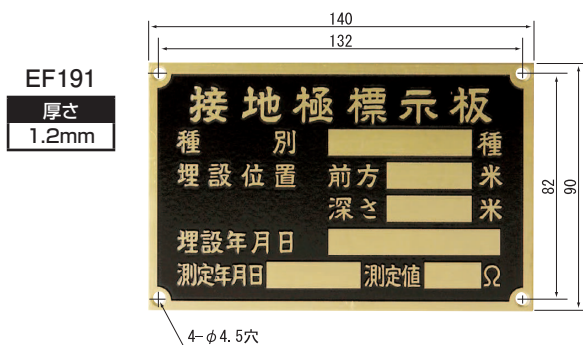 140
132
EF191
厚さ
1.2mm
接地極標示板
種 別 種
埋設位置 前方 米
深さ 米
埋設年月日
測定年月日 測定値 Ω
82
90
4-φ4.5穴